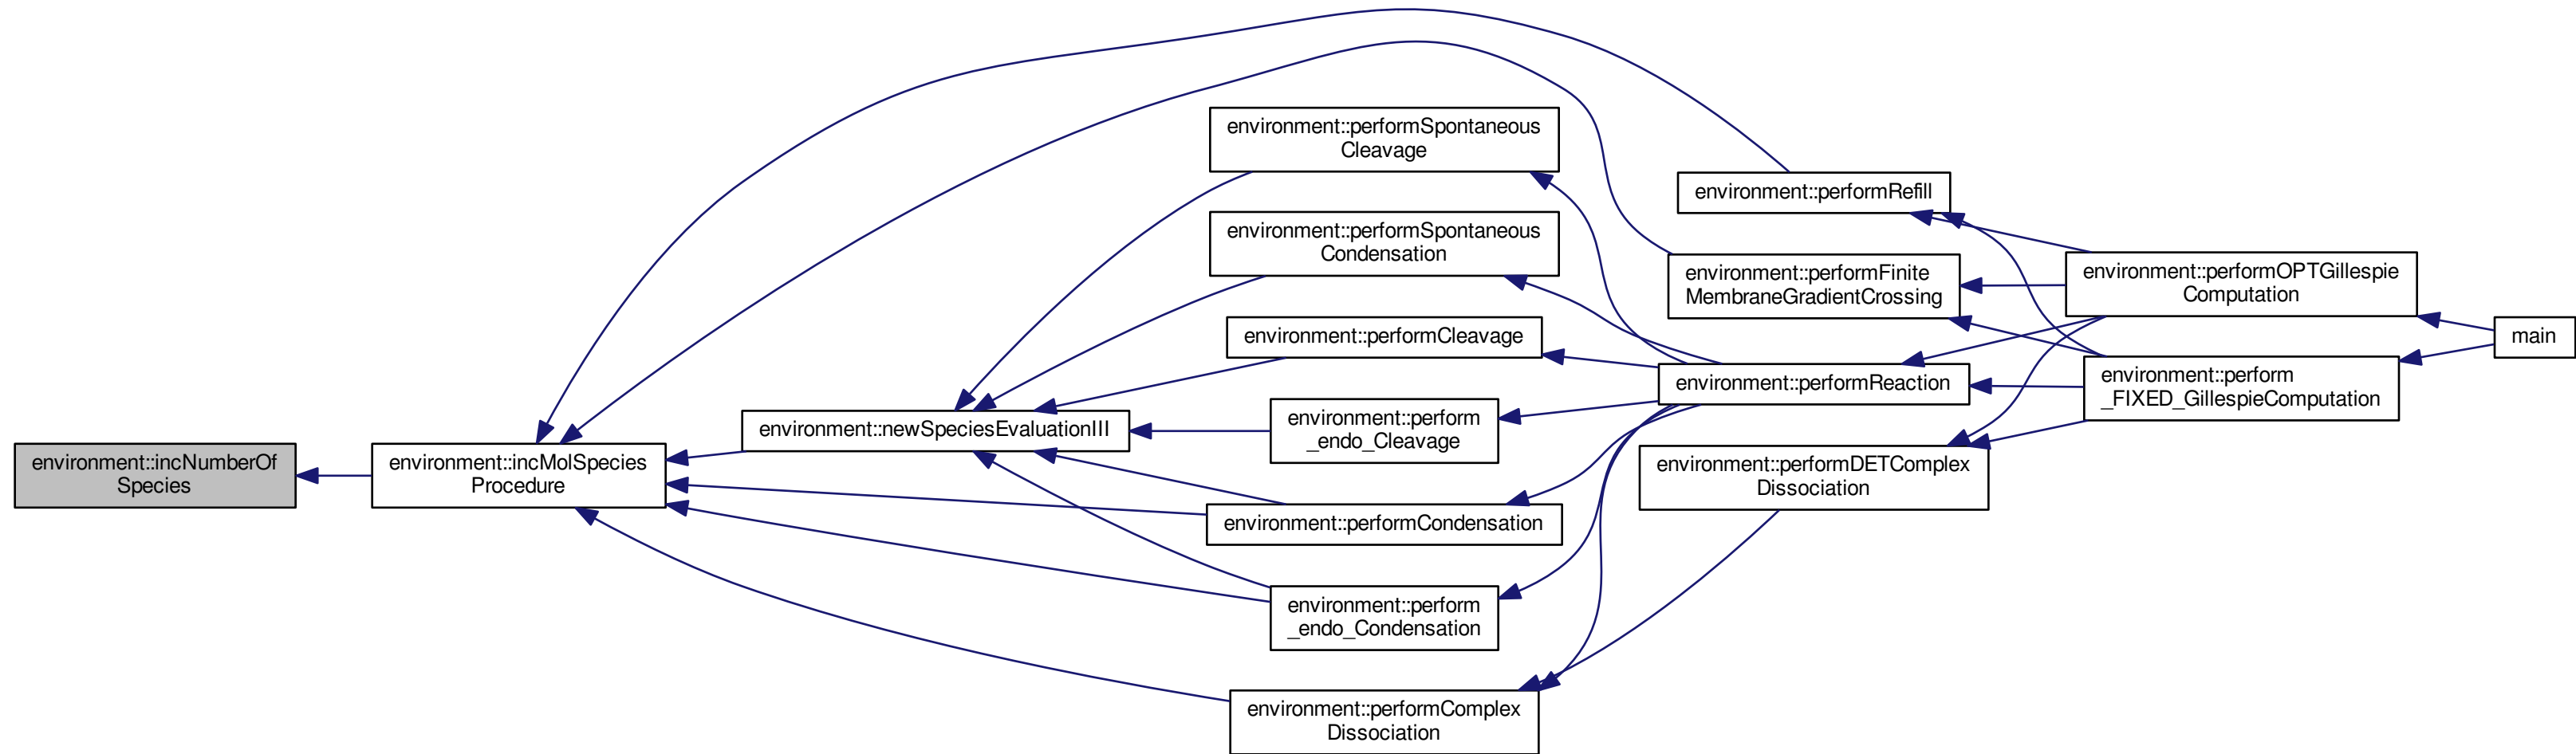 environment::incNumberOf
Species
environment::incMolSpecies
Procedure
environment::newSpeciesEvaluationIII
environment::performSpontaneous
Cleavage
environment::performSpontaneous
Condensation
environment::performCleavage
environment::perform
_endo_Cleavage
environment::performCondensation
environment::perform
_endo_Condensation
environment::performComplex
Dissociation
environment::performRefill
environment::performFinite
MembraneGradientCrossing
environment::performReaction
environment::performDETComplex
Dissociation
environment::performOPTGillespie
Computation
environment::perform
_FIXED_GillespieComputation
main